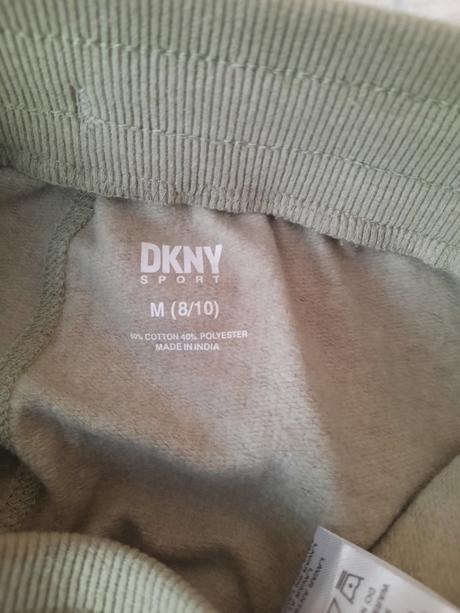 DKNY
SPORT
M (8/10)
60% COTTON 40% POLYESTER
MADE IN INDIA